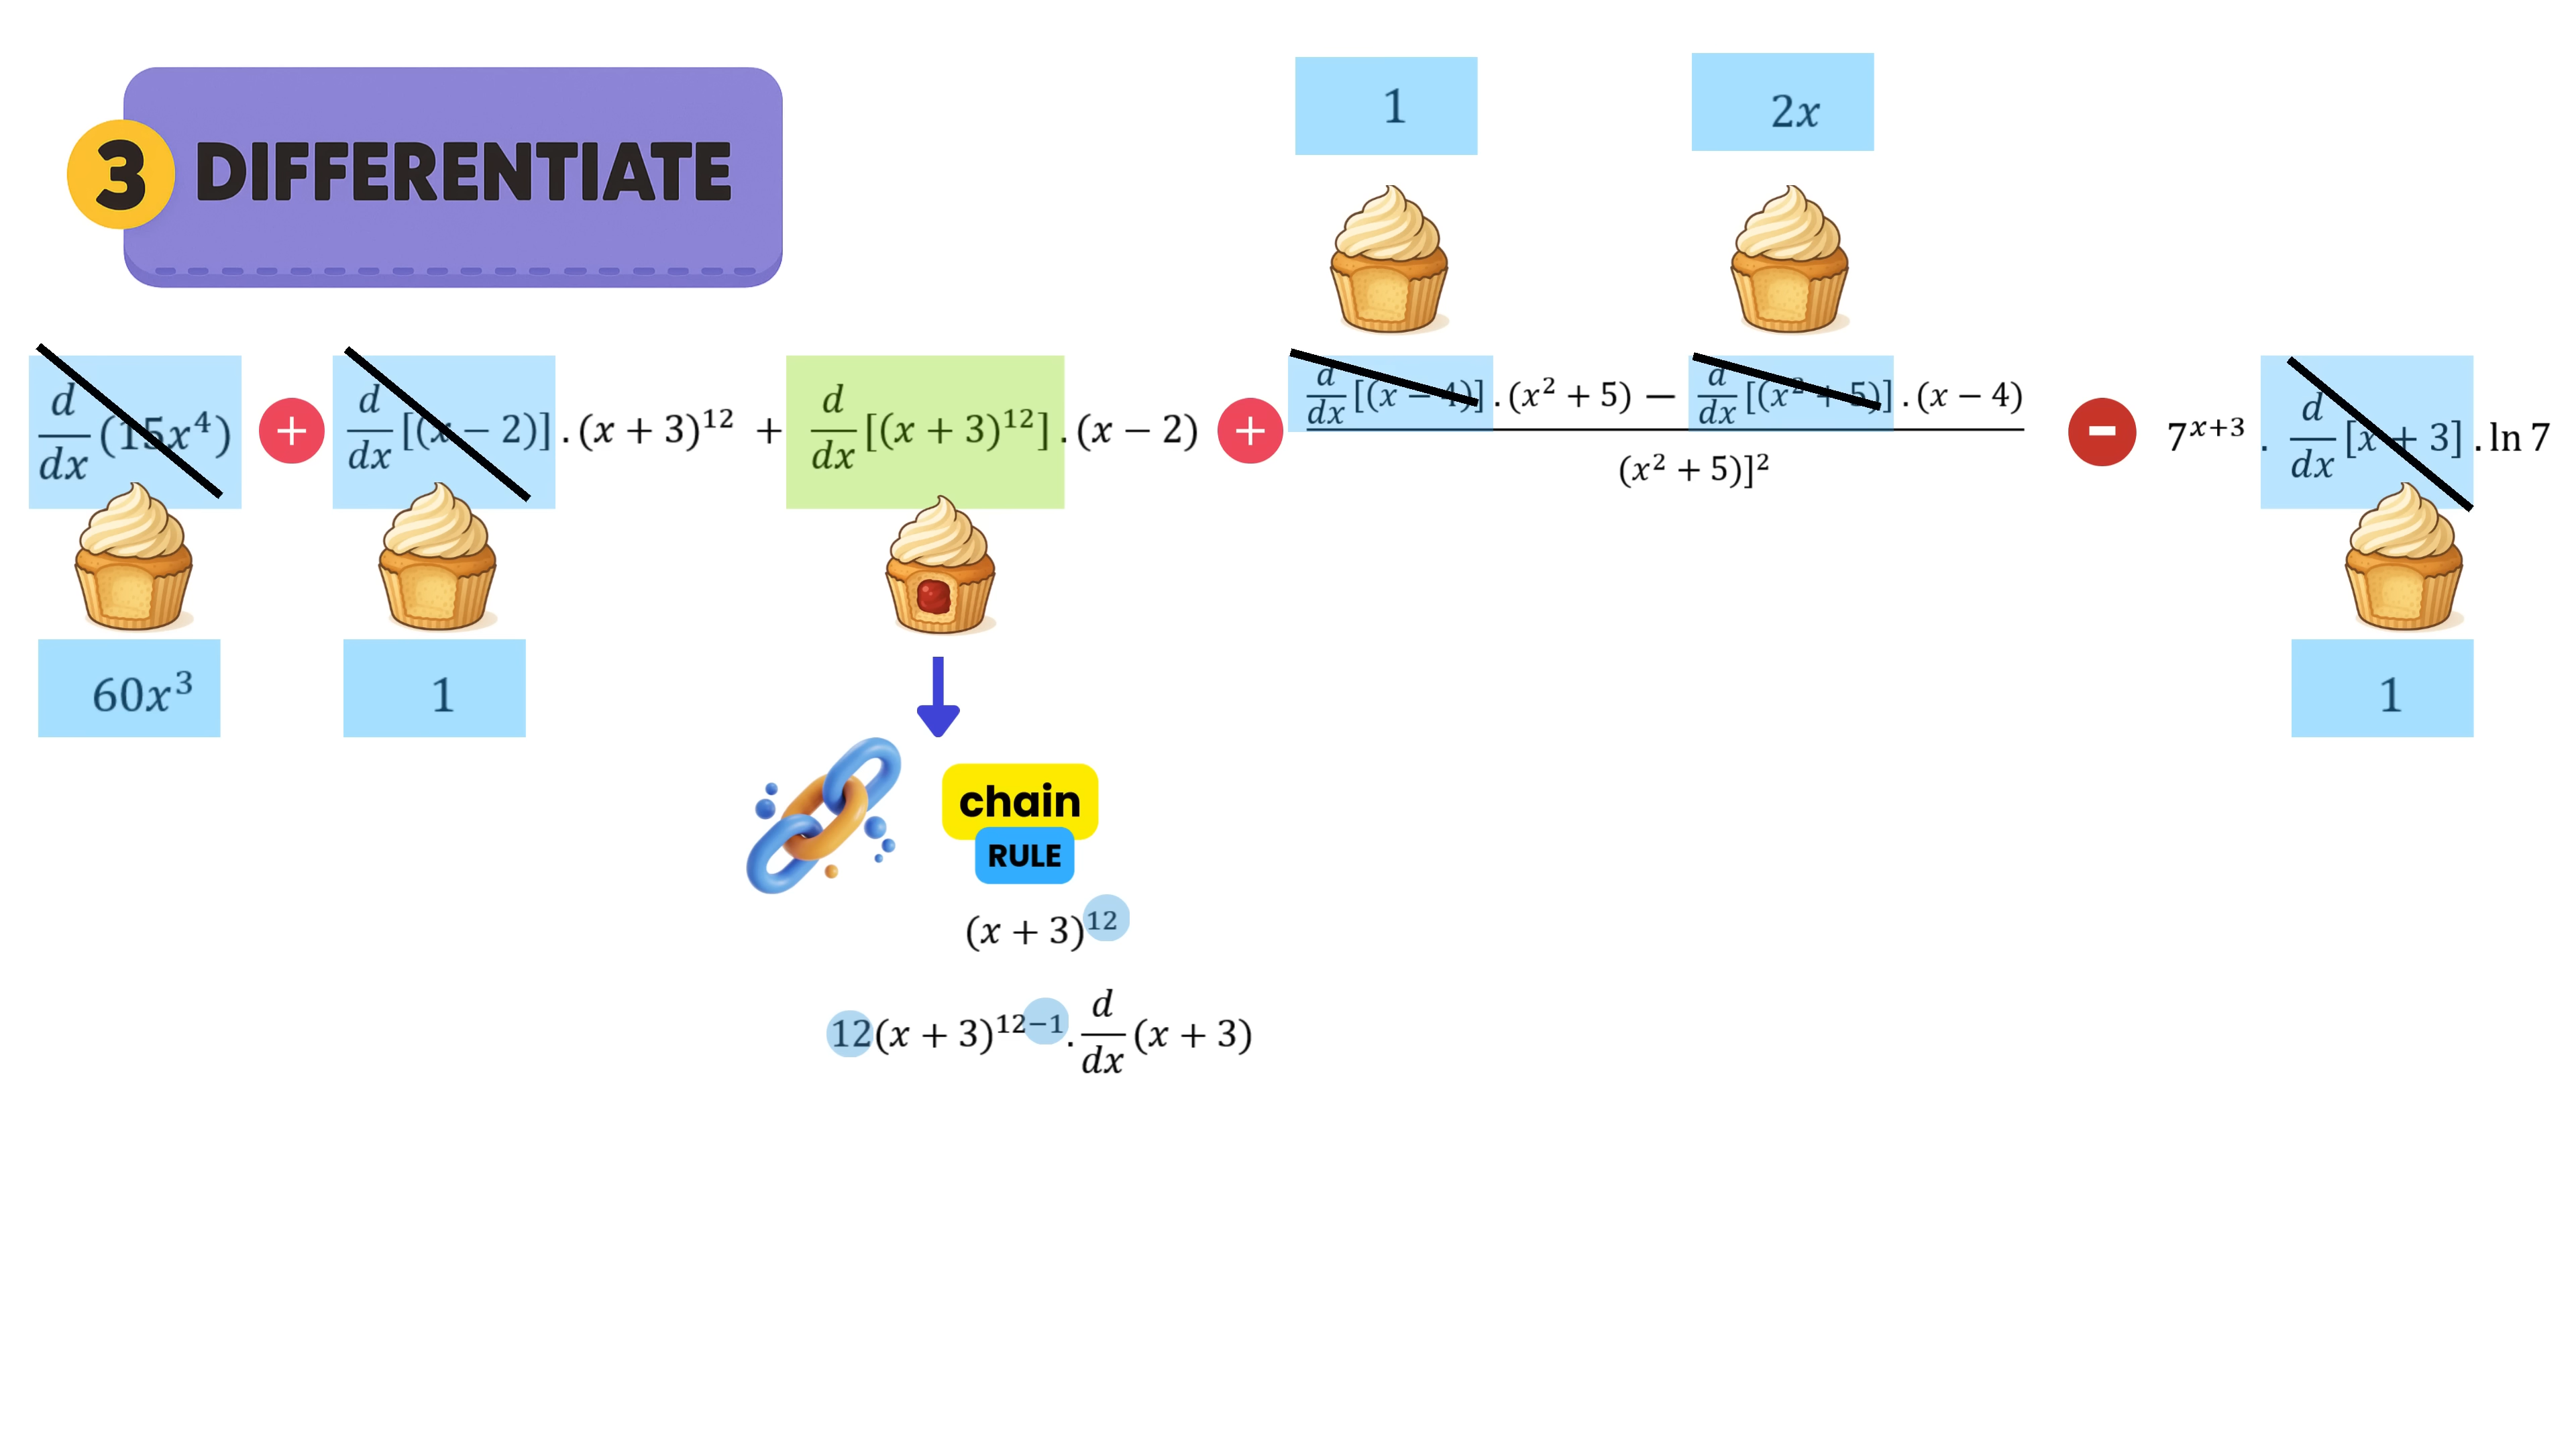 1 2x
3 DIFFERENTIATE
d/dx (15x⁴) + d/dx [(x − 2)] . (x + 3)¹² + d/dx [(x + 3)¹²] . (x − 2) + (d/dx [(x − 4)] . (x² + 5) − d/dx [(x² + 5)] . (x − 4)) / (x² + 5)]² - 7ˣ⁺³ . d/dx [x + 3] . ln 7
60x³ 1 1
chain
RULE
(x + 3)¹²
12(x + 3)¹²⁻¹ . d/dx (x + 3)